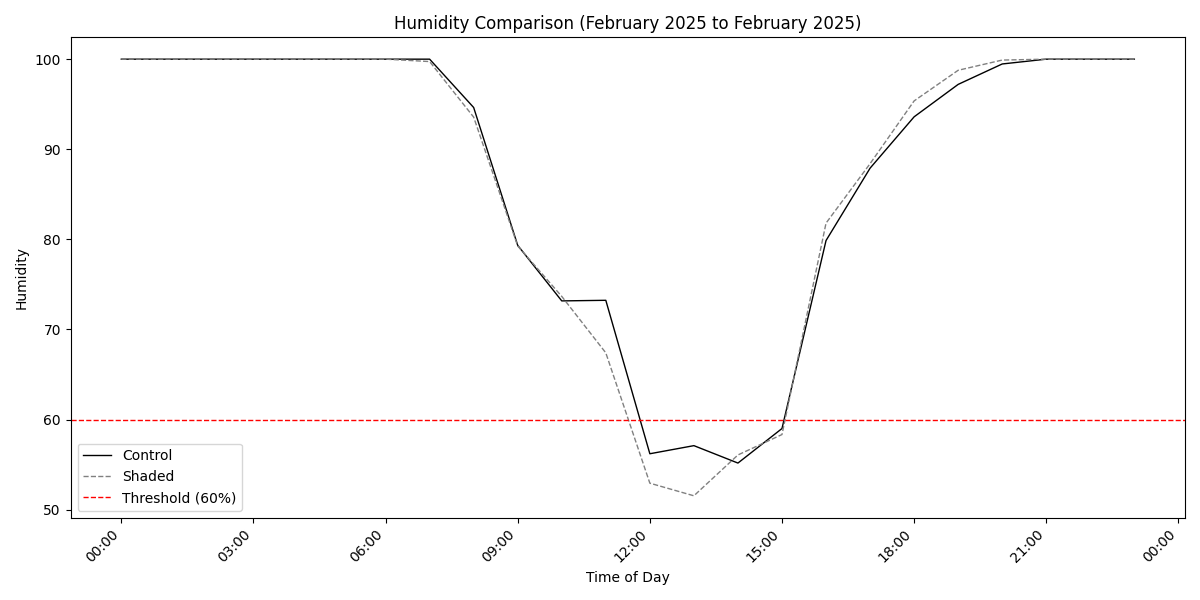 Humidity Comparison (February 2025 to February 2025)
Humidity
100
90
80
70
60
50
Control
Shaded
Threshold (60%)
00:00
03:00
06:00
09:00
12:00
15:00
18:00
21:00
00:00
Time of Day